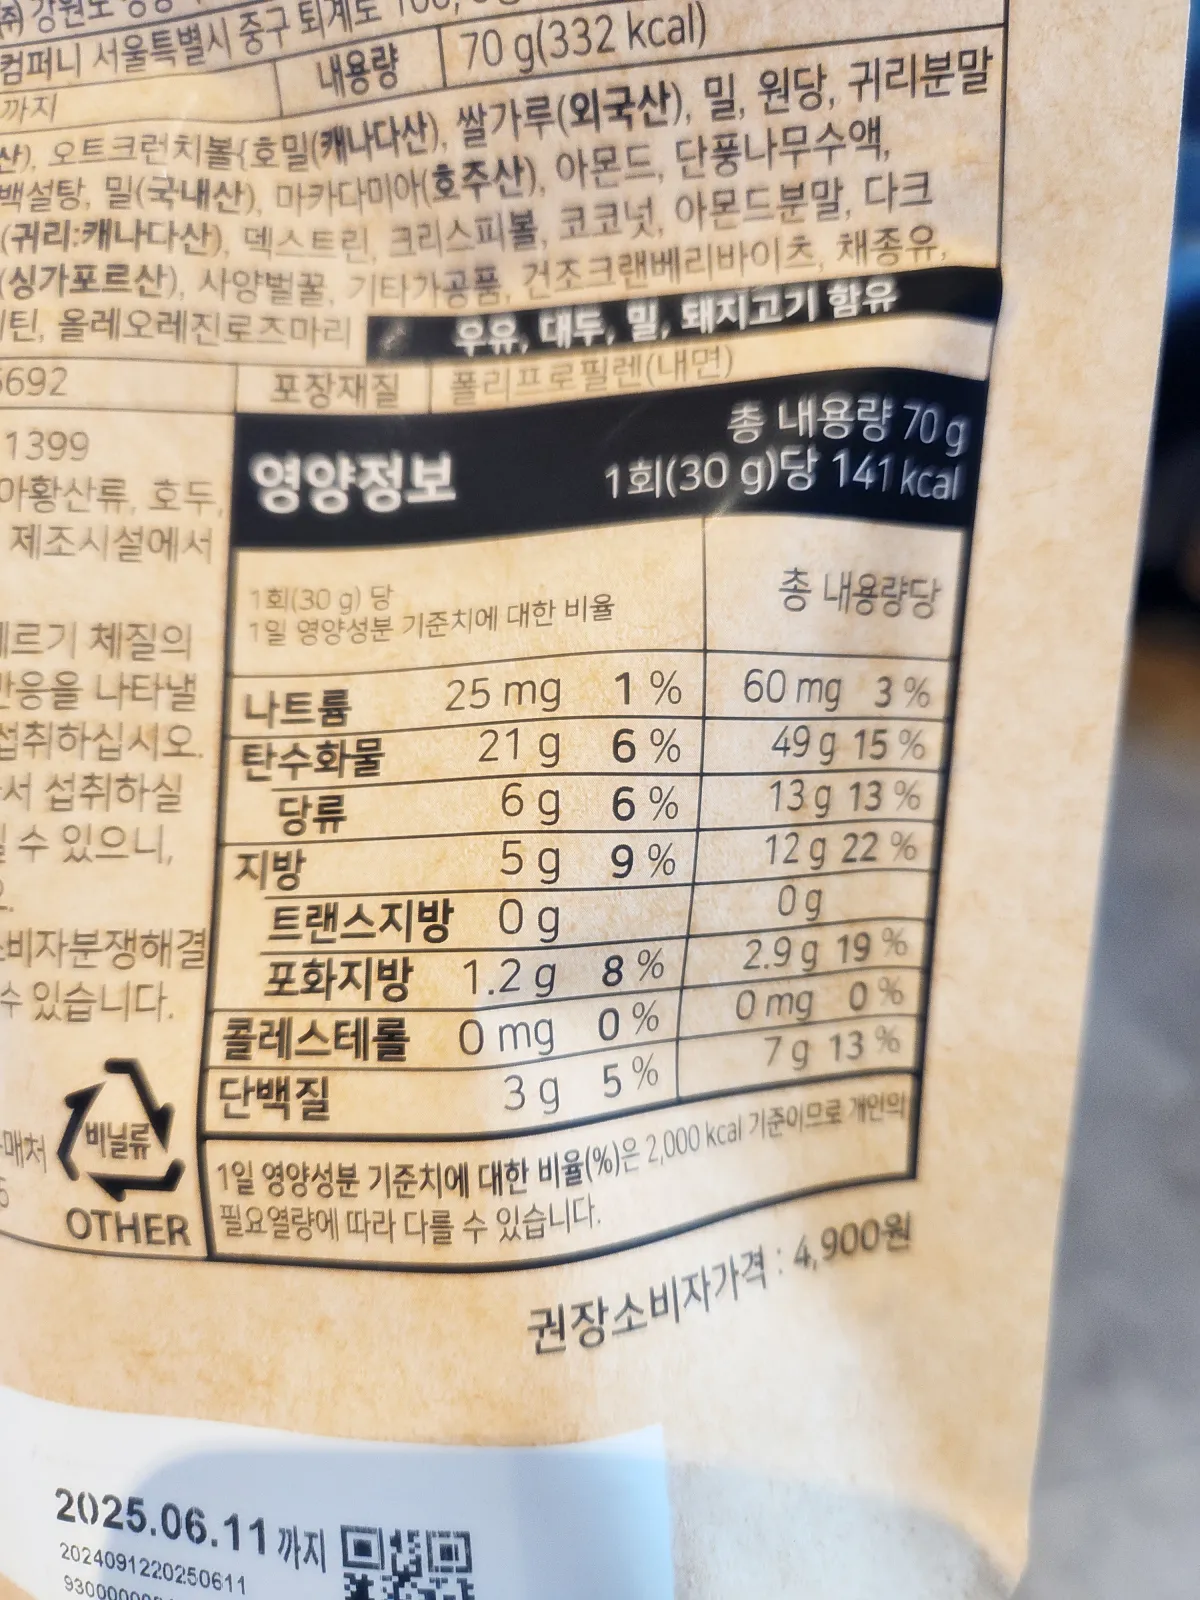 컴퍼니 서울특별시 중구 퇴계로
까지 내용량 70 g(332 kcal)
산), 오트크런치볼{호밀(캐나다산), 쌀가루(외국산), 밀, 원당, 귀리분말
백설탕, 밀(국내산), 마카다미아(호주산), 아몬드, 단풍나무수액,
(귀리:캐나다산), 덱스트린, 크리스피볼, 코코넛, 아몬드분말, 다크
(싱가포르산), 사양벌꿀, 기타가공품, 건조크랜베리바이츠, 채종유,
틴, 올레오레진로즈마리 우유, 대두, 밀, 돼지고기 함유
5692 포장재질 폴리프로필렌(내면)
1399
아황산류, 호두,
제조시설에서
르기 체질의
반응을 나타낼
섭취하십시오.
서 섭취하실
수 있으니,
소비자분쟁해결
수 있습니다.
비닐류
OTHER
영양정보
총 내용량 70 g
1회(30 g)당 141 kcal
1회(30 g) 당
1일 영양성분 기준치에 대한 비율 총 내용량당
나트륨 25 mg 1 % 60 mg 3 %
탄수화물 21 g 6 % 49 g 15 %
당류 6 g 6 % 13 g 13 %
지방 5 g 9 % 12 g 22 %
트랜스지방 0 g 0 g
포화지방 1.2 g 8 % 2.9 g 19 %
콜레스테롤 0 mg 0 % 0 mg 0 %
단백질 3 g 5 % 7 g 13 %
1일 영양성분 기준치에 대한 비율(%)은 2,000 kcal 기준이므로 개인의
필요열량에 따라 다를 수 있습니다.
권장소비자가격 : 4,900원
2025.06.11 까지
2024091220250611